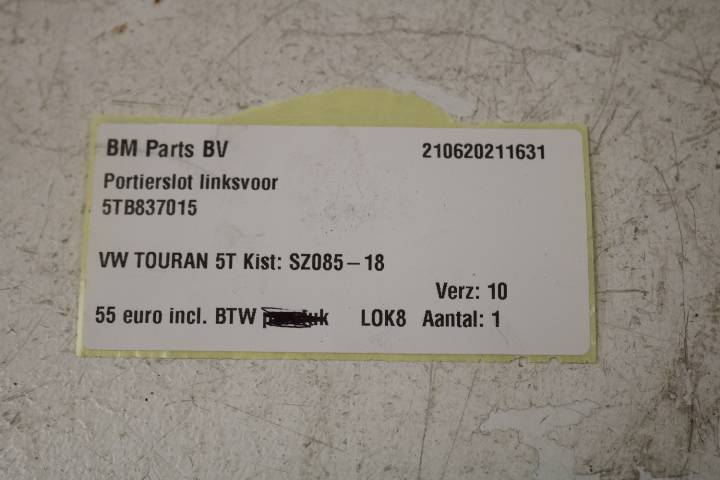 BM Parts BV 210620211631
Portierslot linksvoor
5TB837015
VW TOURAN 5T Kist: SZ085-18
Verz: 10
55 euro incl. BTW LOK8 Aantal: 1